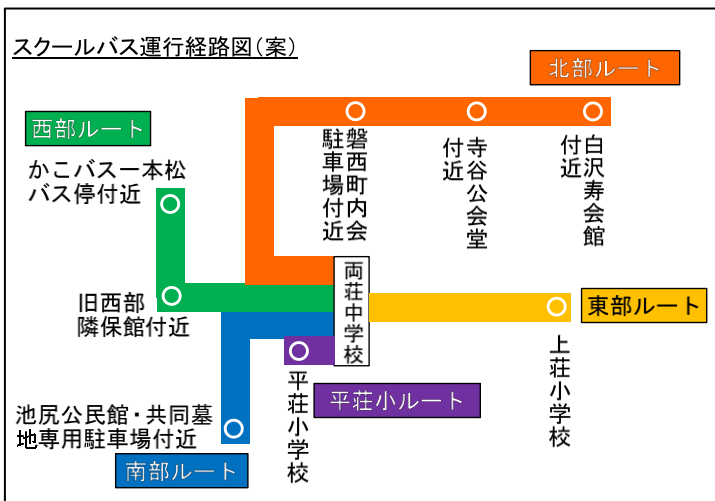 スクールバス運行経路図(案)
北部ルート
西部ルート
かこバス一本松
バス停付近
磐西町内会
駐車場付近
寺谷公会堂
付近
白沢寿会館
付近
両荘中学校
旧西部
隣保館付近
東部ルート
上荘小学校
平荘小学校
平荘小ルート
池尻公民館・共同墓
地専用駐車場付近
南部ルート